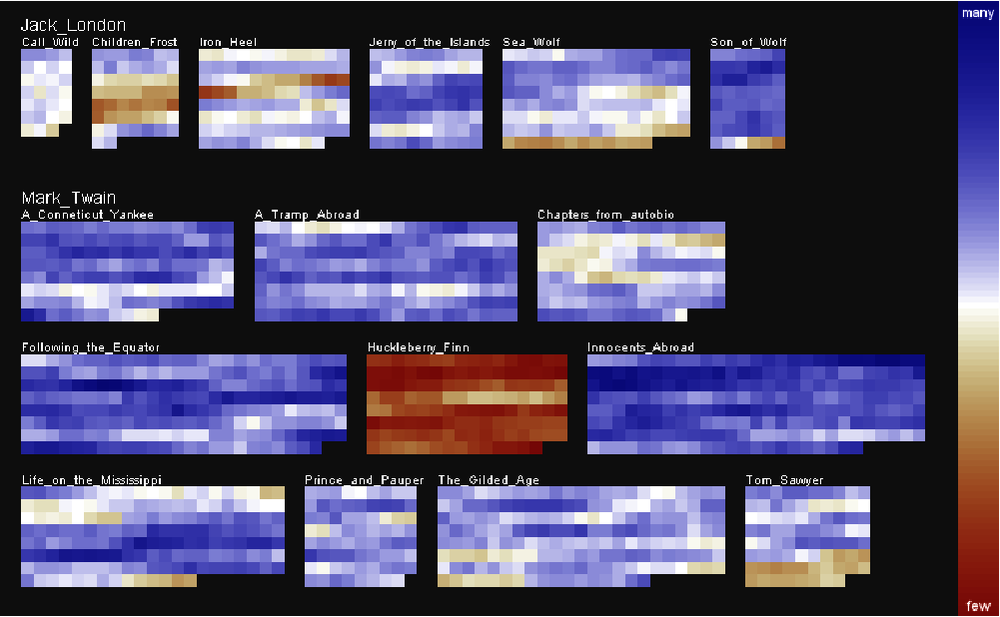 many
Jack_London
Call_Wild Children_Frost Iron_Heel Jerry_of_the_Islands Sea_Wolf Son_of_Wolf
Mark_Twain
A_Conneticut_Yankee A_Tramp_Abroad Chapters_from_autobio
Following_the_Equator Huckleberry_Finn Innocents_Abroad
Life_on_the_Mississippi Prince_and_Pauper The_Gilded_Age Tom_Sawyer
few